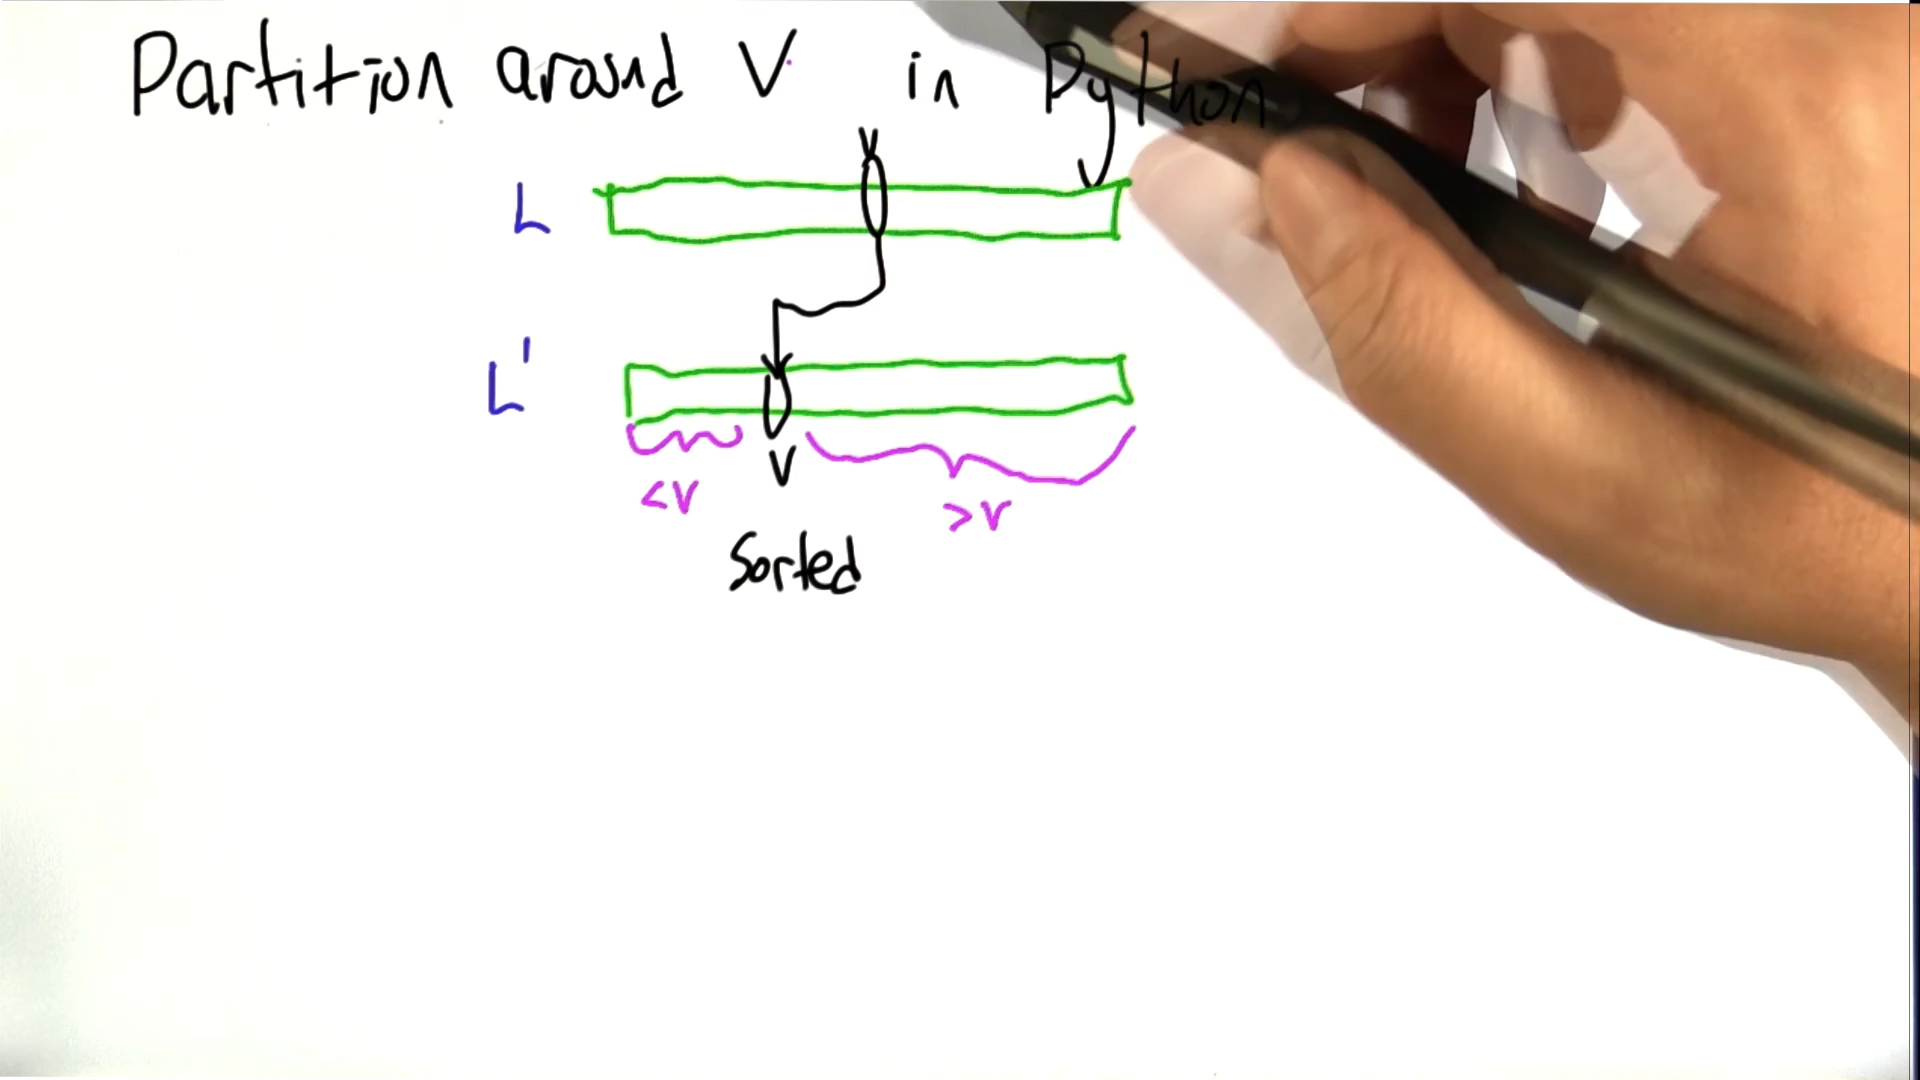 Partition around v in Python
v
L
L'
v
<v
>v
Sorted